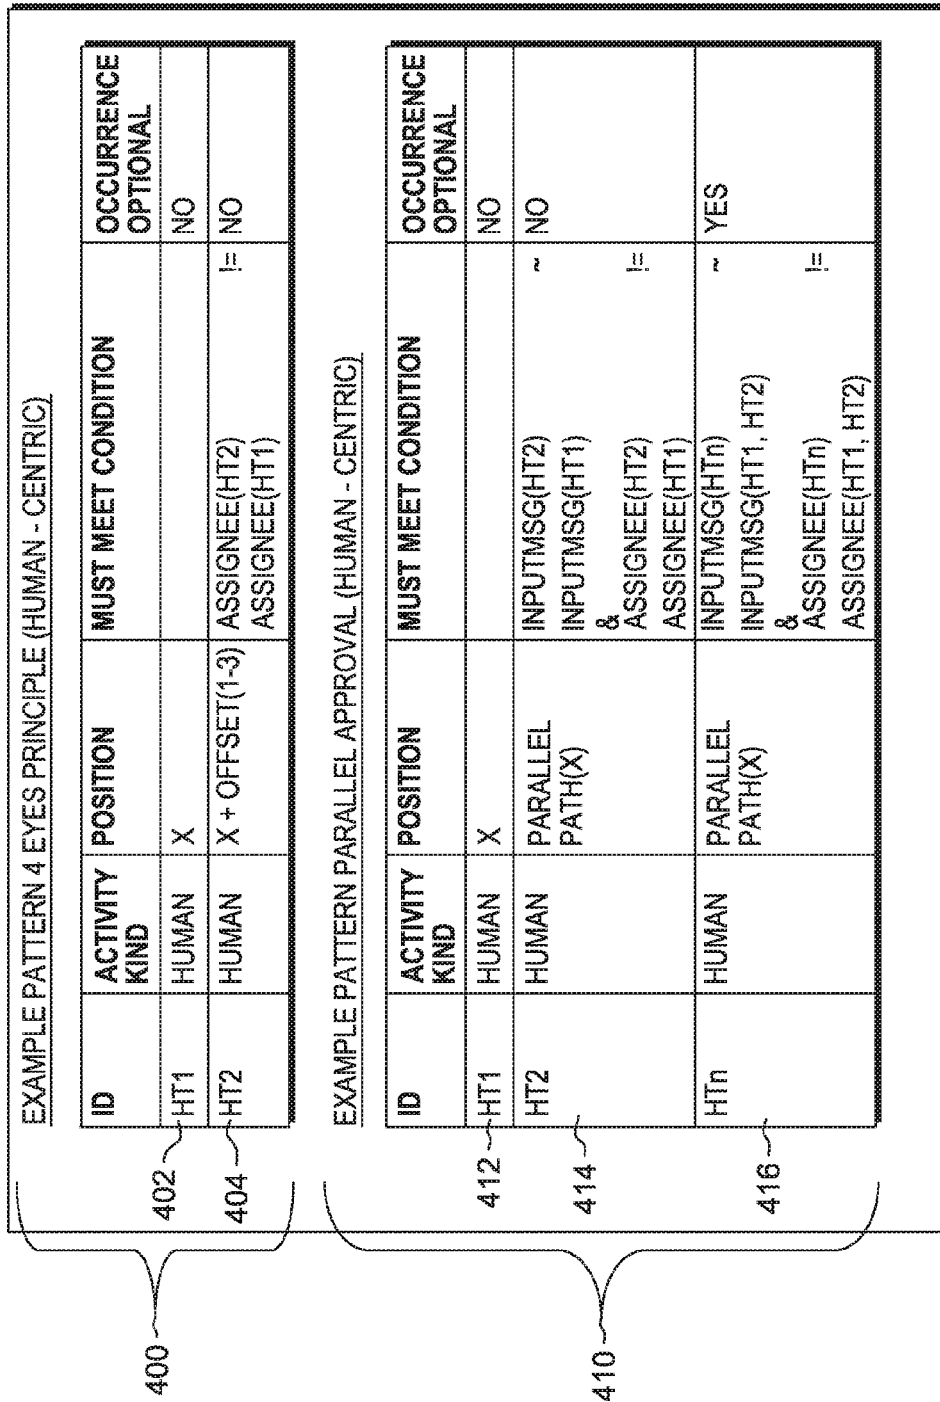 EXAMPLE PATTERN 4 EYES PRINCIPLE (HUMAN - CENTRIC)
ID
ACTIVITY
KIND
POSITION
MUST MEET CONDITION
OCCURRENCE
OPTIONAL
HT1
HUMAN
X
NO
HT2
HUMAN
X + OFFSET(1-3)
ASSIGNEE(HT2) !=
ASSIGNEE(HT1)
NO
400
402
404
EXAMPLE PATTERN PARALLEL APPROVAL (HUMAN - CENTRIC)
ID
ACTIVITY
KIND
POSITION
MUST MEET CONDITION
OCCURRENCE
OPTIONAL
HT1
HUMAN
X
NO
HT2
HUMAN
PARALLEL
PATH(X)
INPUTMSG(HT2) ~
INPUTMSG(HT1)
&
ASSIGNEE(HT2) !=
ASSIGNEE(HT1)
NO
HTn
HUMAN
PARALLEL
PATH(X)
INPUTMSG(HTn) ~
INPUTMSG(HT1, HT2)
&
ASSIGNEE(HTn) !=
ASSIGNEE(HT1, HT2)
YES
410
412
414
416